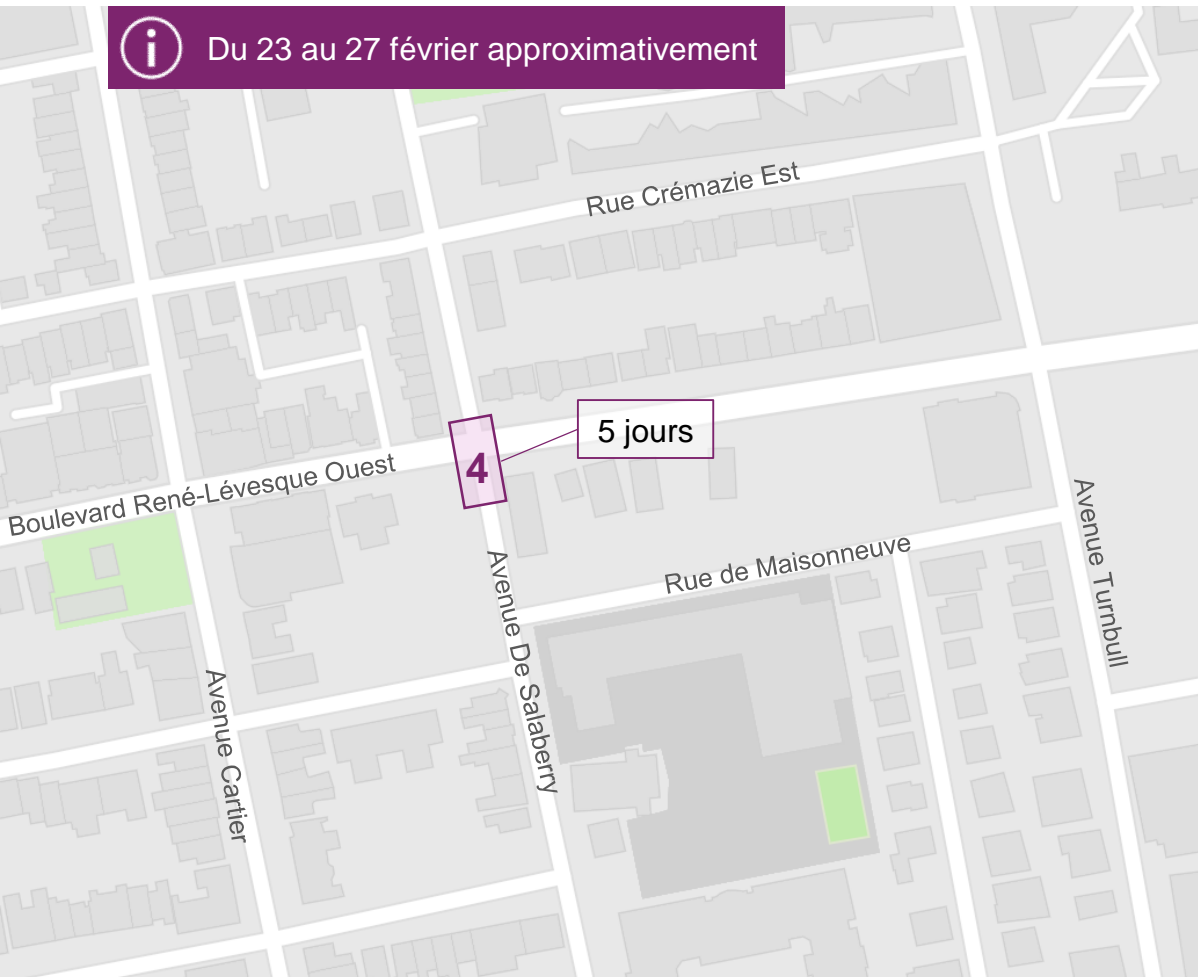 Du 23 au 27 février approximativement
Rue Crémazie Est
5 jours
4
Boulevard René-Lévesque Ouest
Rue de Maisonneuve
Avenue Turnbull
Avenue De Salaberry
Avenue Cartier